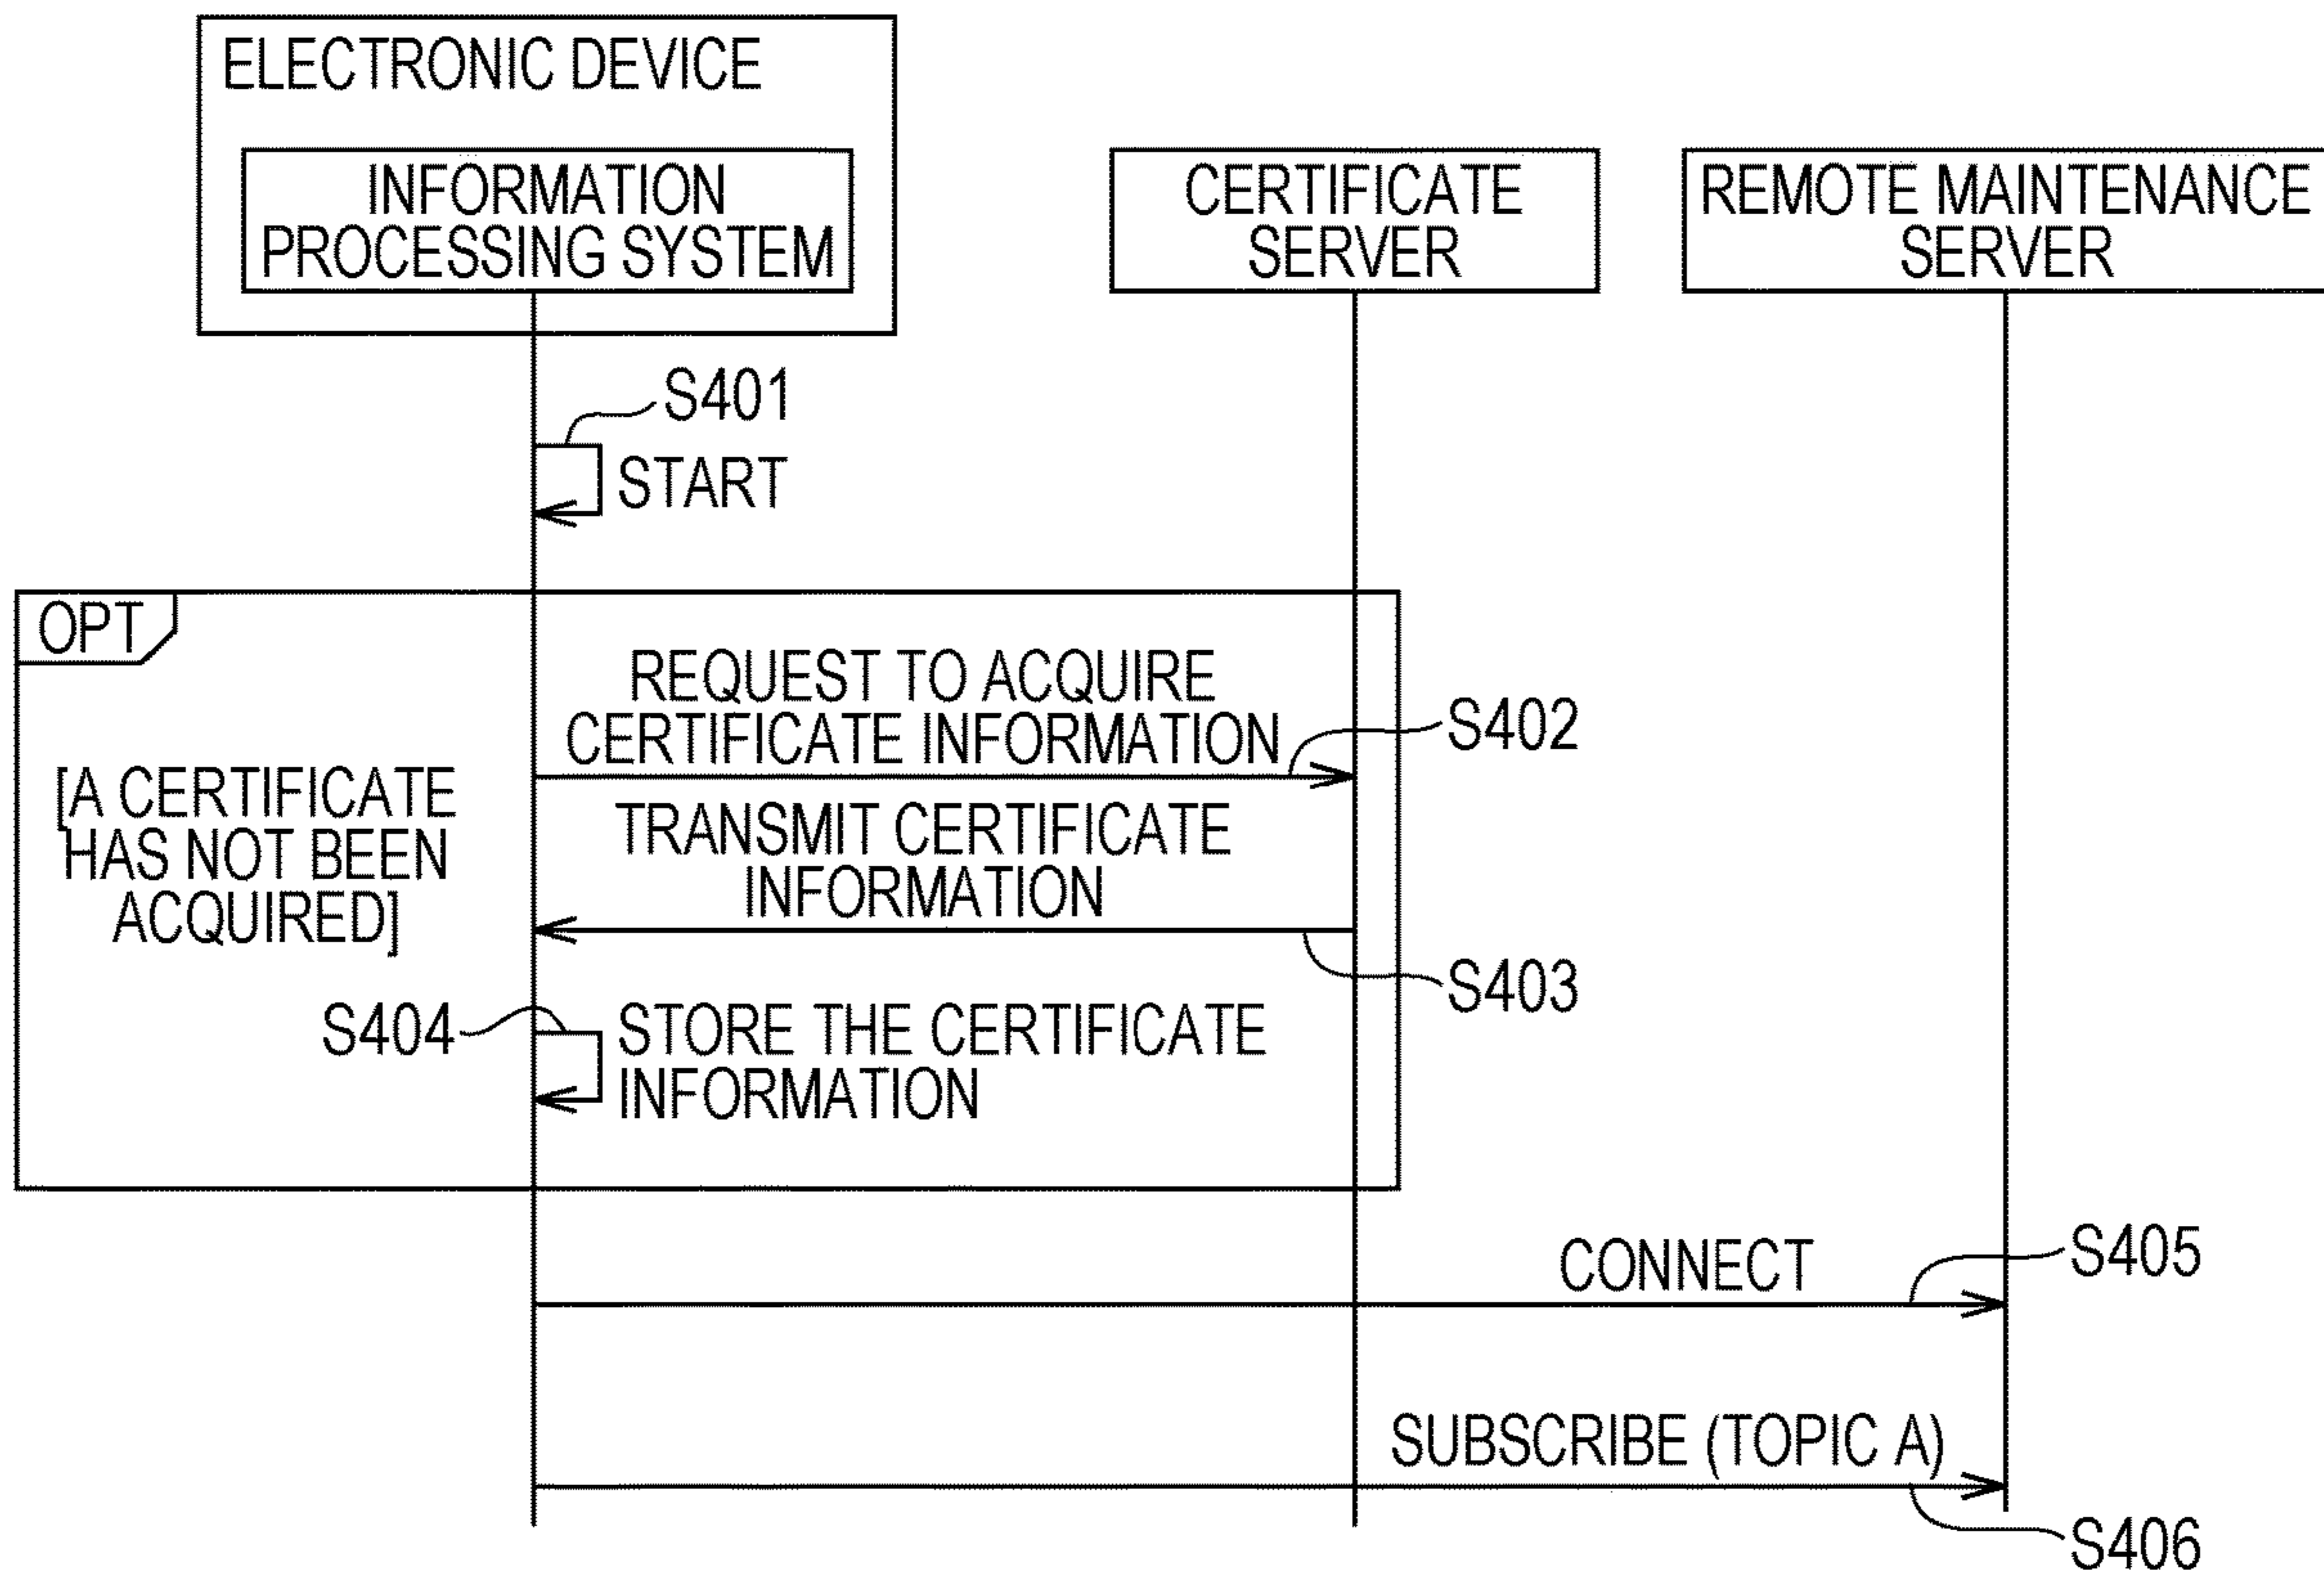 ELECTRONIC DEVICE
INFORMATION
PROCESSING SYSTEM
CERTIFICATE
SERVER
REMOTE MAINTENANCE
SERVER
S401
START
OPT
REQUEST TO ACQUIRE
CERTIFICATE INFORMATION
S402
[A CERTIFICATE
HAS NOT BEEN
ACQUIRED]
TRANSMIT CERTIFICATE
INFORMATION
S403
S404
STORE THE CERTIFICATE
INFORMATION
CONNECT
S405
SUBSCRIBE (TOPIC A)
S406